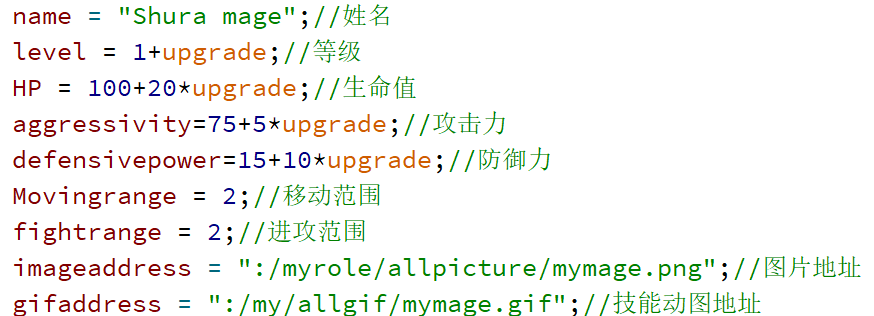 name = "Shura mage";//姓名
level = 1+upgrade;//等级
HP = 100+20*upgrade;//生命值
aggressivity=75+5*upgrade;//攻击力
defensivepower=15+10*upgrade;//防御力
Movingrange = 2;//移动范围
fightrange = 2;//进攻范围
imageaddress = ":/myrole/allpicture/mymage.png";//图片地址
gifaddress = ":/my/allgif/mymage.gif";//技能动图地址